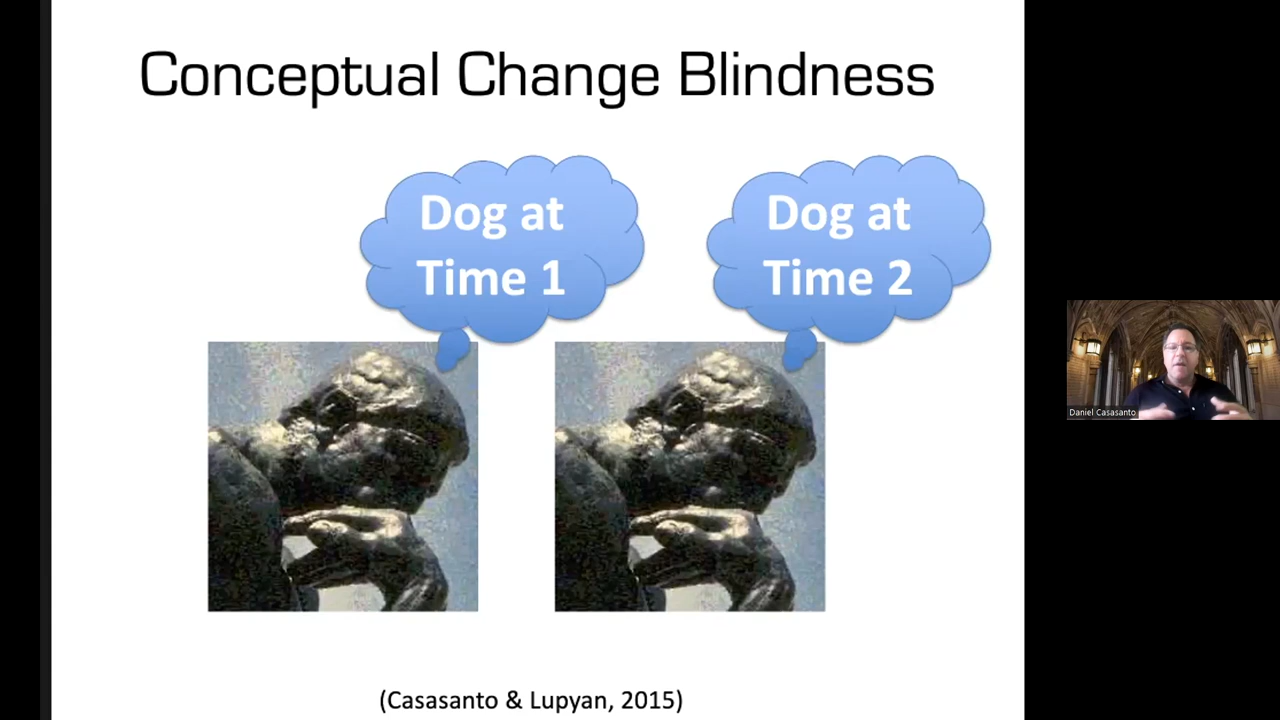 Conceptual Change Blindness
Dog at
Time 1
Dog at
Time 2
Daniel Casasanto
(Casasanto & Lupyan, 2015)